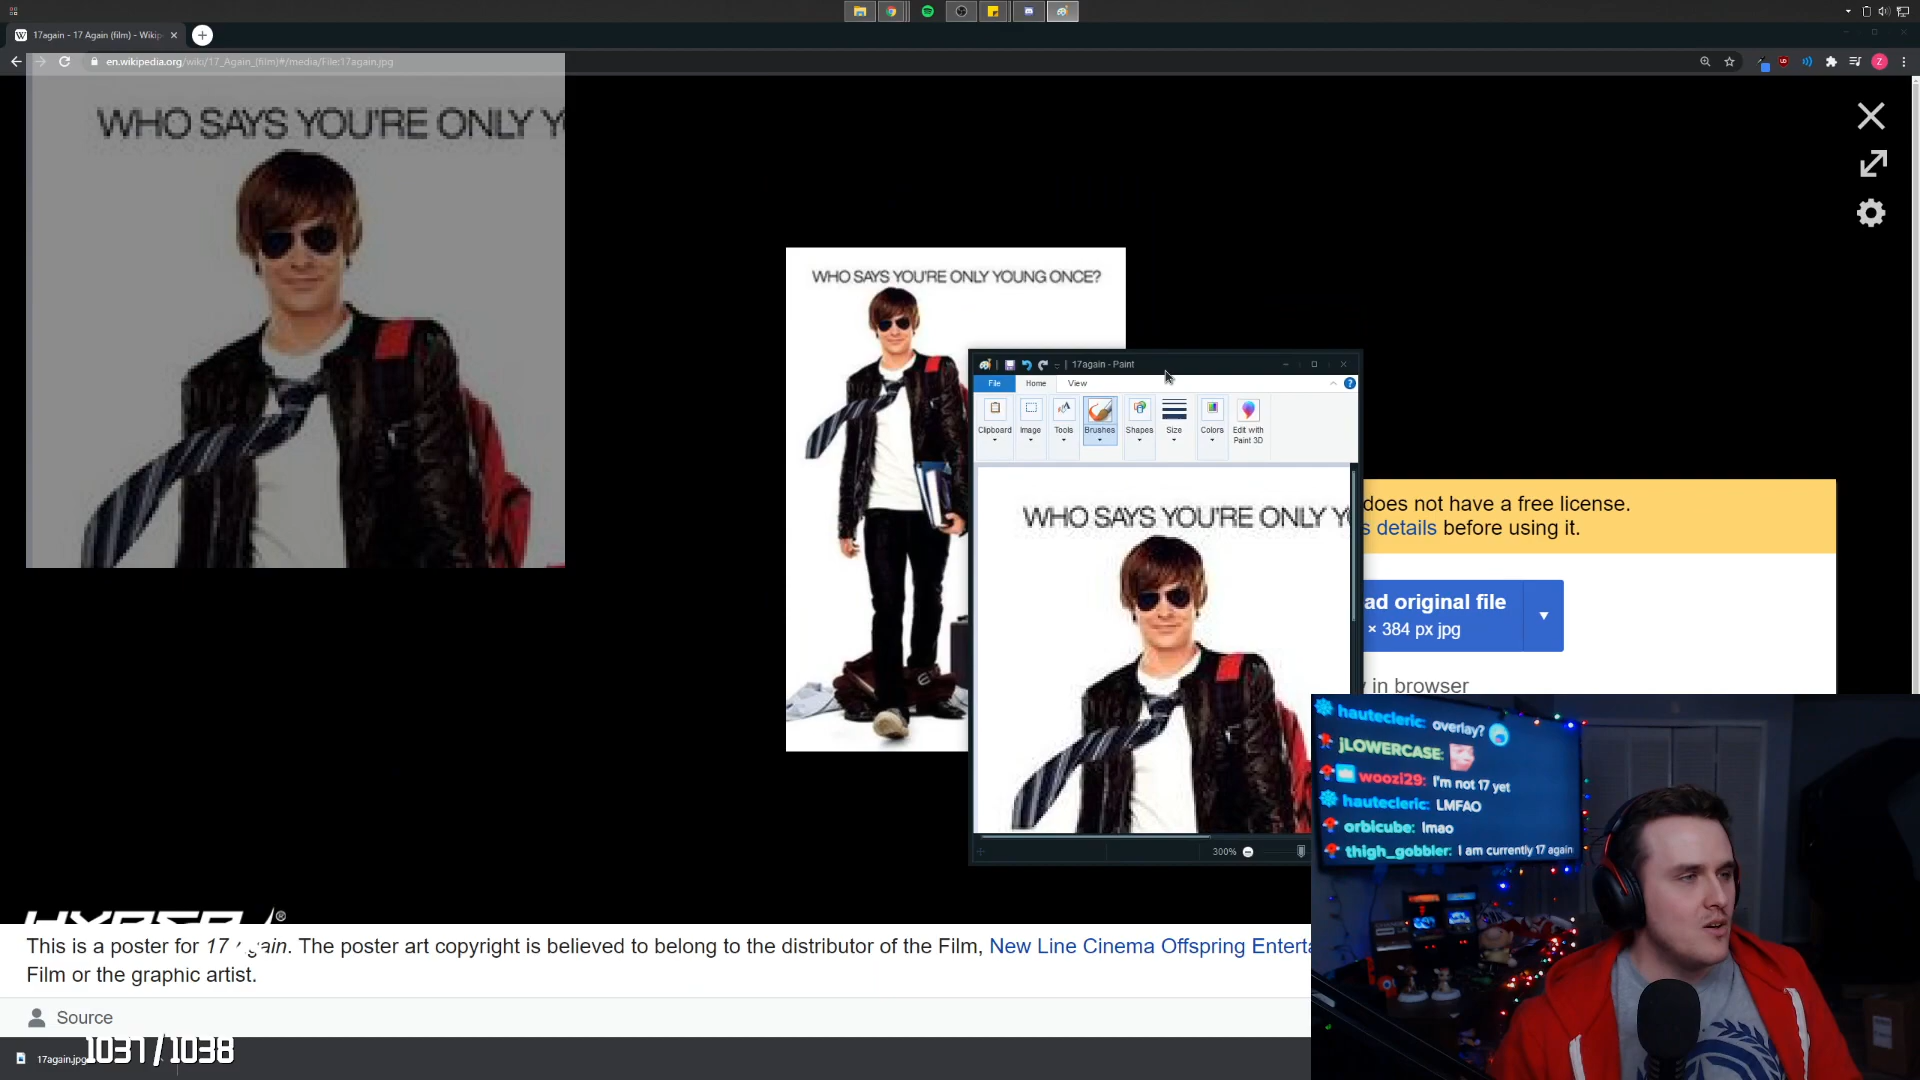 17again - 17 Again (film) - Wikip
en.wikipedia.org/wiki/17_Again_(film)#/media/File:17again.jpg
WHO SAYS YOU'RE ONLY Y
WHO SAYS YOU'RE ONLY YOUNG ONCE?
17again - Paint
File Home View
Clipboard Image Tools Brushes Shapes Size Colors Edit with Paint 3D
WHO SAYS YOU'RE ONLY Y
300%
does not have a free license.
s details before using it.
ad original file
× 384 px jpg
in browser
hautecleric: overlay?
jLOWERCASE:
woozi29: I'm not 17 yet
hautecleric: LMFAO
orbicube: lmao
thigh_gobbler: I am currently 17 again
This is a poster for 17 Again. The poster art copyright is believed to belong to the distributor of the Film, New Line Cinema Offspring Enterta
Film or the graphic artist.
Source
17again.jpg
1037/1038